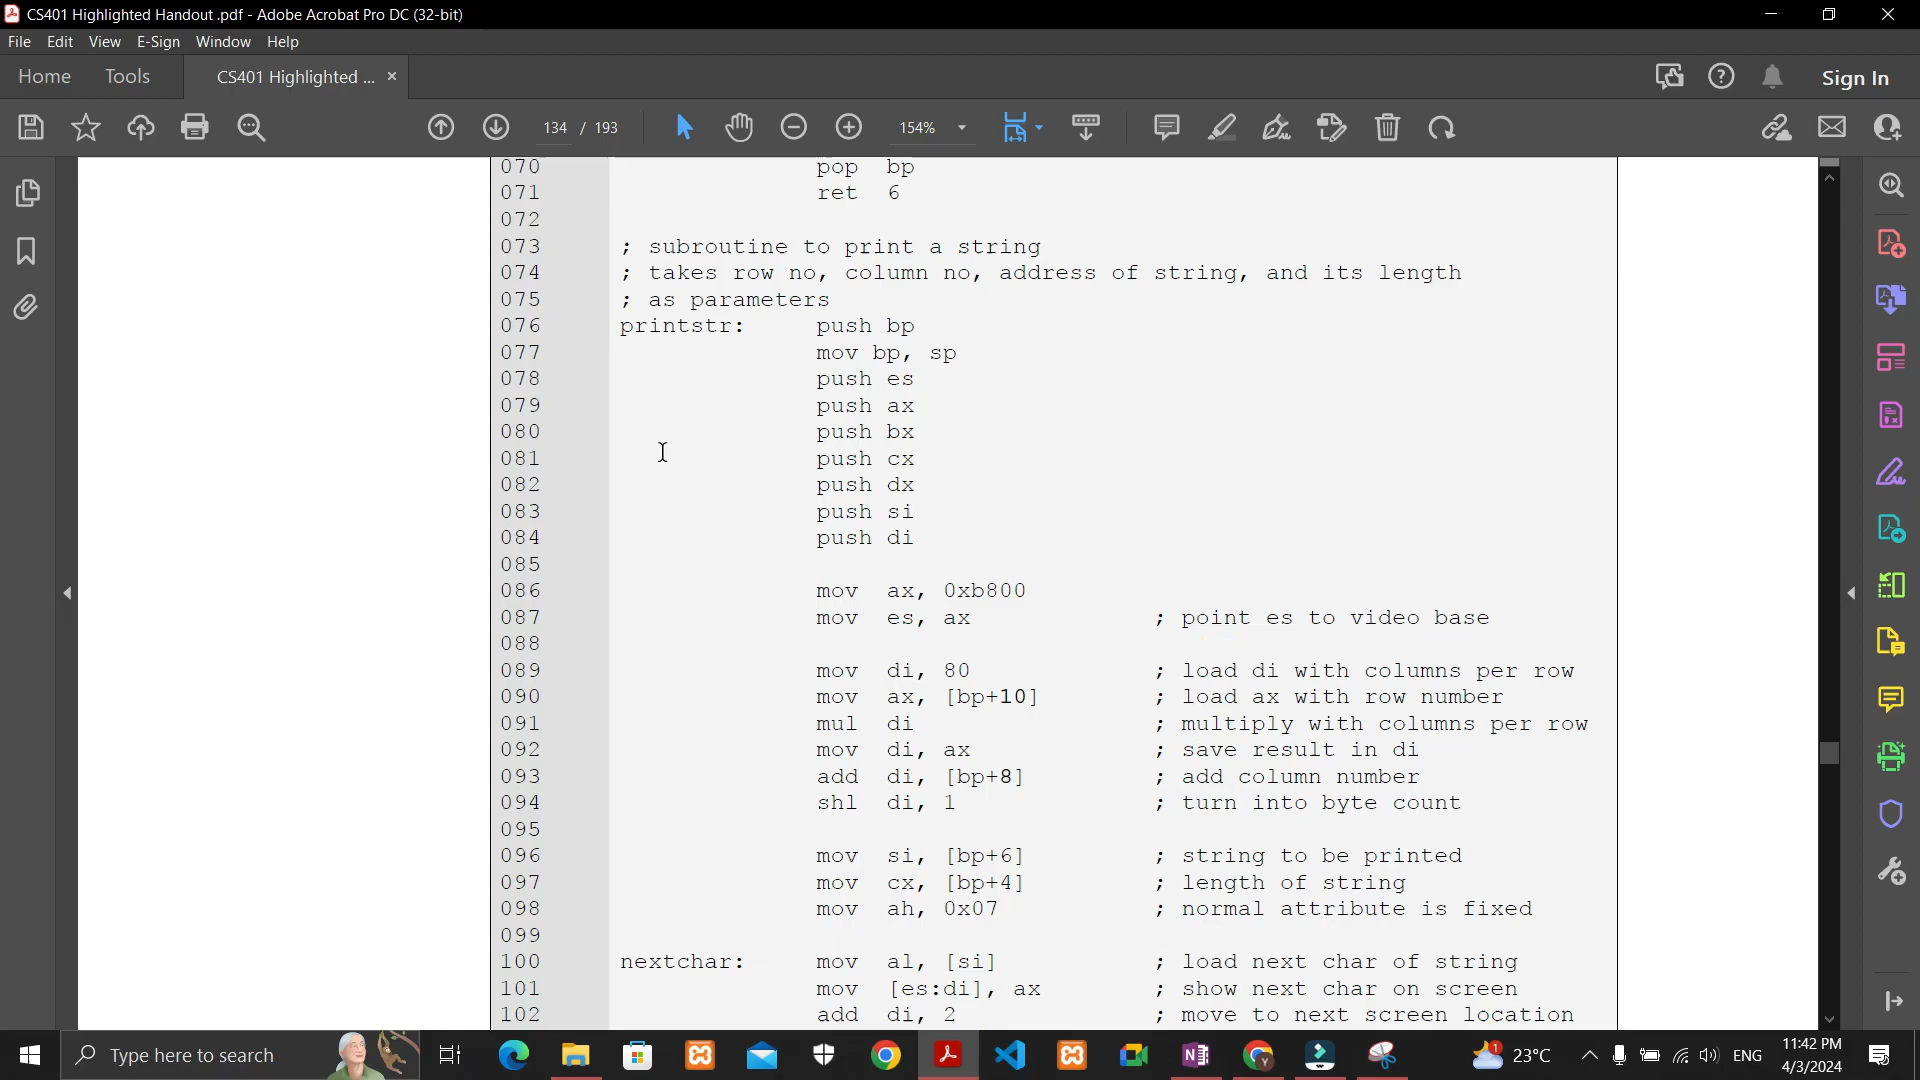 CS401 Highlighted Handout .pdf - Adobe Acrobat Pro DC (32-bit)
File Edit View E-Sign Window Help
Home Tools CS401 Highlighted ... × Sign In
134 / 193 154%
070 pop bp
071 ret 6
072
073 ; subroutine to print a string
074 ; takes row no, column no, address of string, and its length
075 ; as parameters
076 printstr: push bp
077 mov bp, sp
078 push es
079 push ax
080 push bx
081 push cx
082 push dx
083 push si
084 push di
085
086 mov ax, 0xb800
087 mov es, ax ; point es to video base
088
089 mov di, 80 ; load di with columns per row
090 mov ax, [bp+10] ; load ax with row number
091 mul di ; multiply with columns per row
092 mov di, ax ; save result in di
093 add di, [bp+8] ; add column number
094 shl di, 1 ; turn into byte count
095
096 mov si, [bp+6] ; string to be printed
097 mov cx, [bp+4] ; length of string
098 mov ah, 0x07 ; normal attribute is fixed
099
100 nextchar: mov al, [si] ; load next char of string
101 mov [es:di], ax ; show next char on screen
102 add di, 2 ; move to next screen location
Type here to search 23°C ENG 11:42 PM
4/3/2024